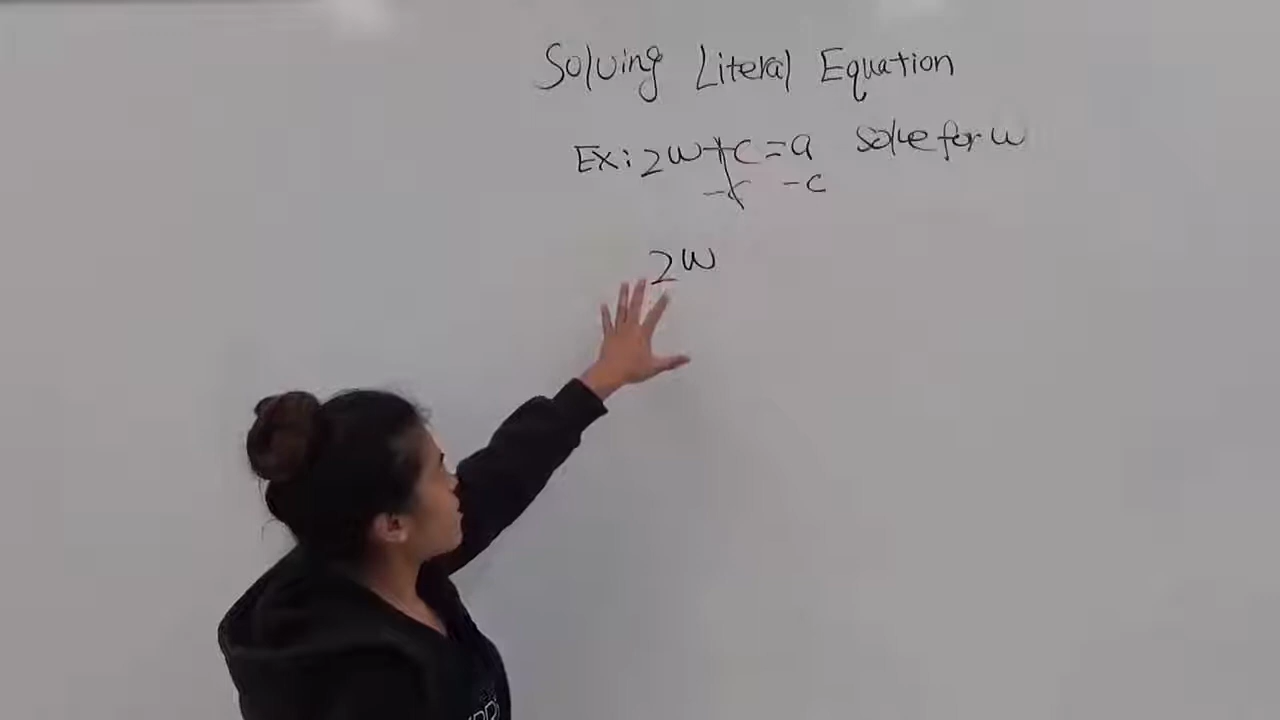 Solving Literal Equation
Ex: 2w+c=a solve for w
-c -c
2w